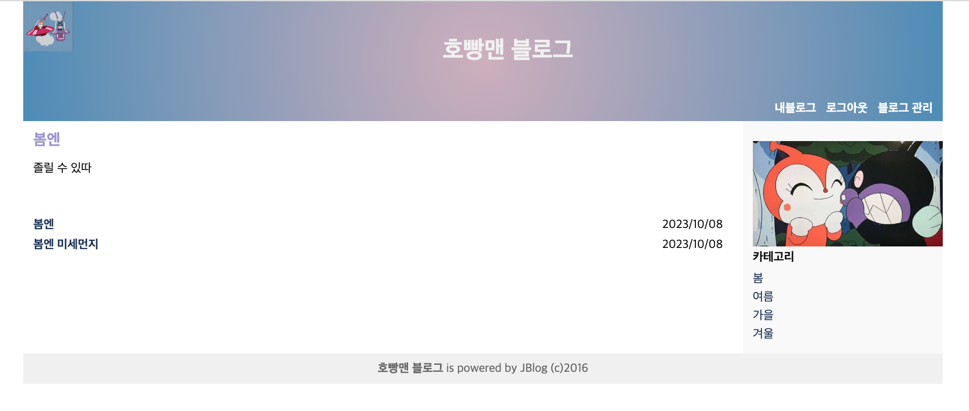 호빵맨 블로그
내블로그 로그아웃 블로그 관리
봄엔
졸릴 수 있따
봄엔 2023/10/08
봄엔 미세먼지 2023/10/08
카테고리
봄
여름
가을
겨울
호빵맨 블로그 is powered by JBlog (c)2016